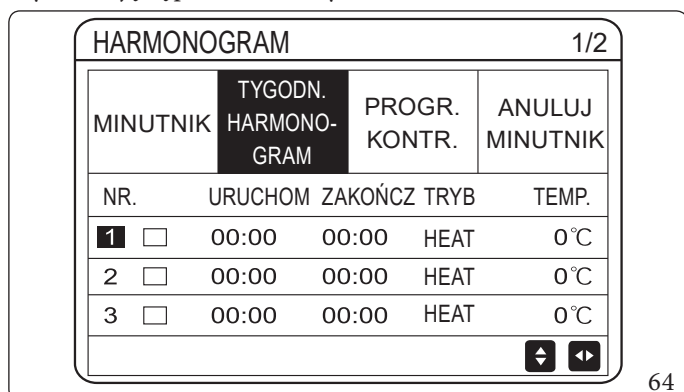 HARMONOGRAM 1/2
MINUTNIK
TYGODN.
HARMONO-
GRAM
PROGR.
KONTR.
ANULUJ
MINUTNIK
NR. URUCHOM ZAKOŃCZ TRYB TEMP.
1 00:00 00:00 HEAT 0°C
2 00:00 00:00 HEAT 0°C
3 00:00 00:00 HEAT 0°C
64